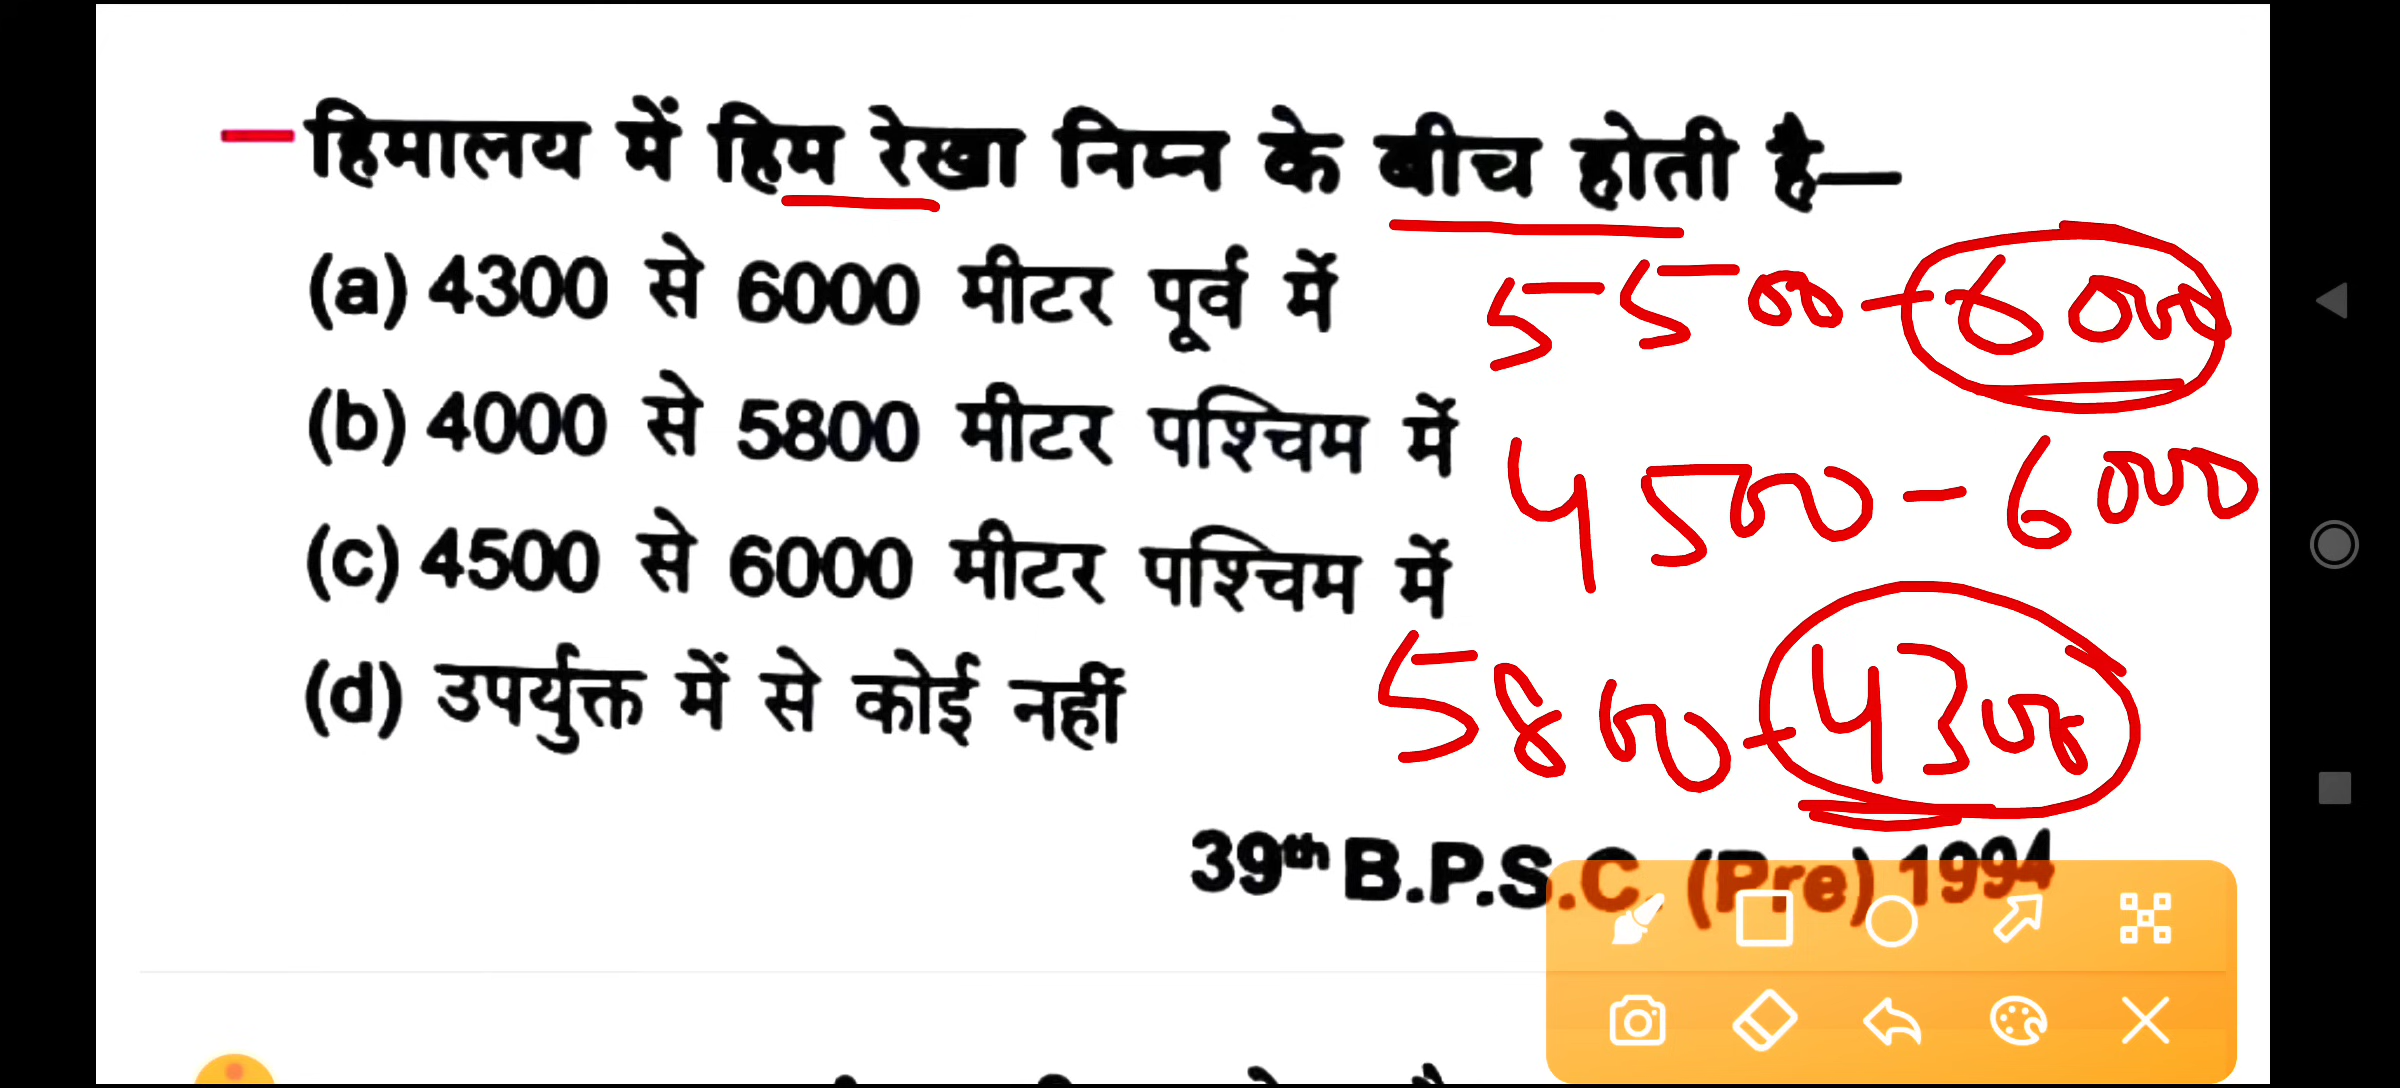 हिमालय में हिम रेखा निम्न के बीच होती है—
(a) 4300 से 6000 मीटर पूर्व में
5500 - 6000
(b) 4000 से 5800 मीटर पश्चिम में
4500 - 6000
(c) 4500 से 6000 मीटर पश्चिम में
(d) उपर्युक्त में से कोई नहीं
5800 - 4300
39th B.P.S.C. (Pre) 1994